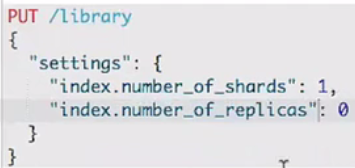 PUT /library
{
  "settings": {
    "index.number_of_shards": 1,
    "index.number_of_replicas": 0
  }
}